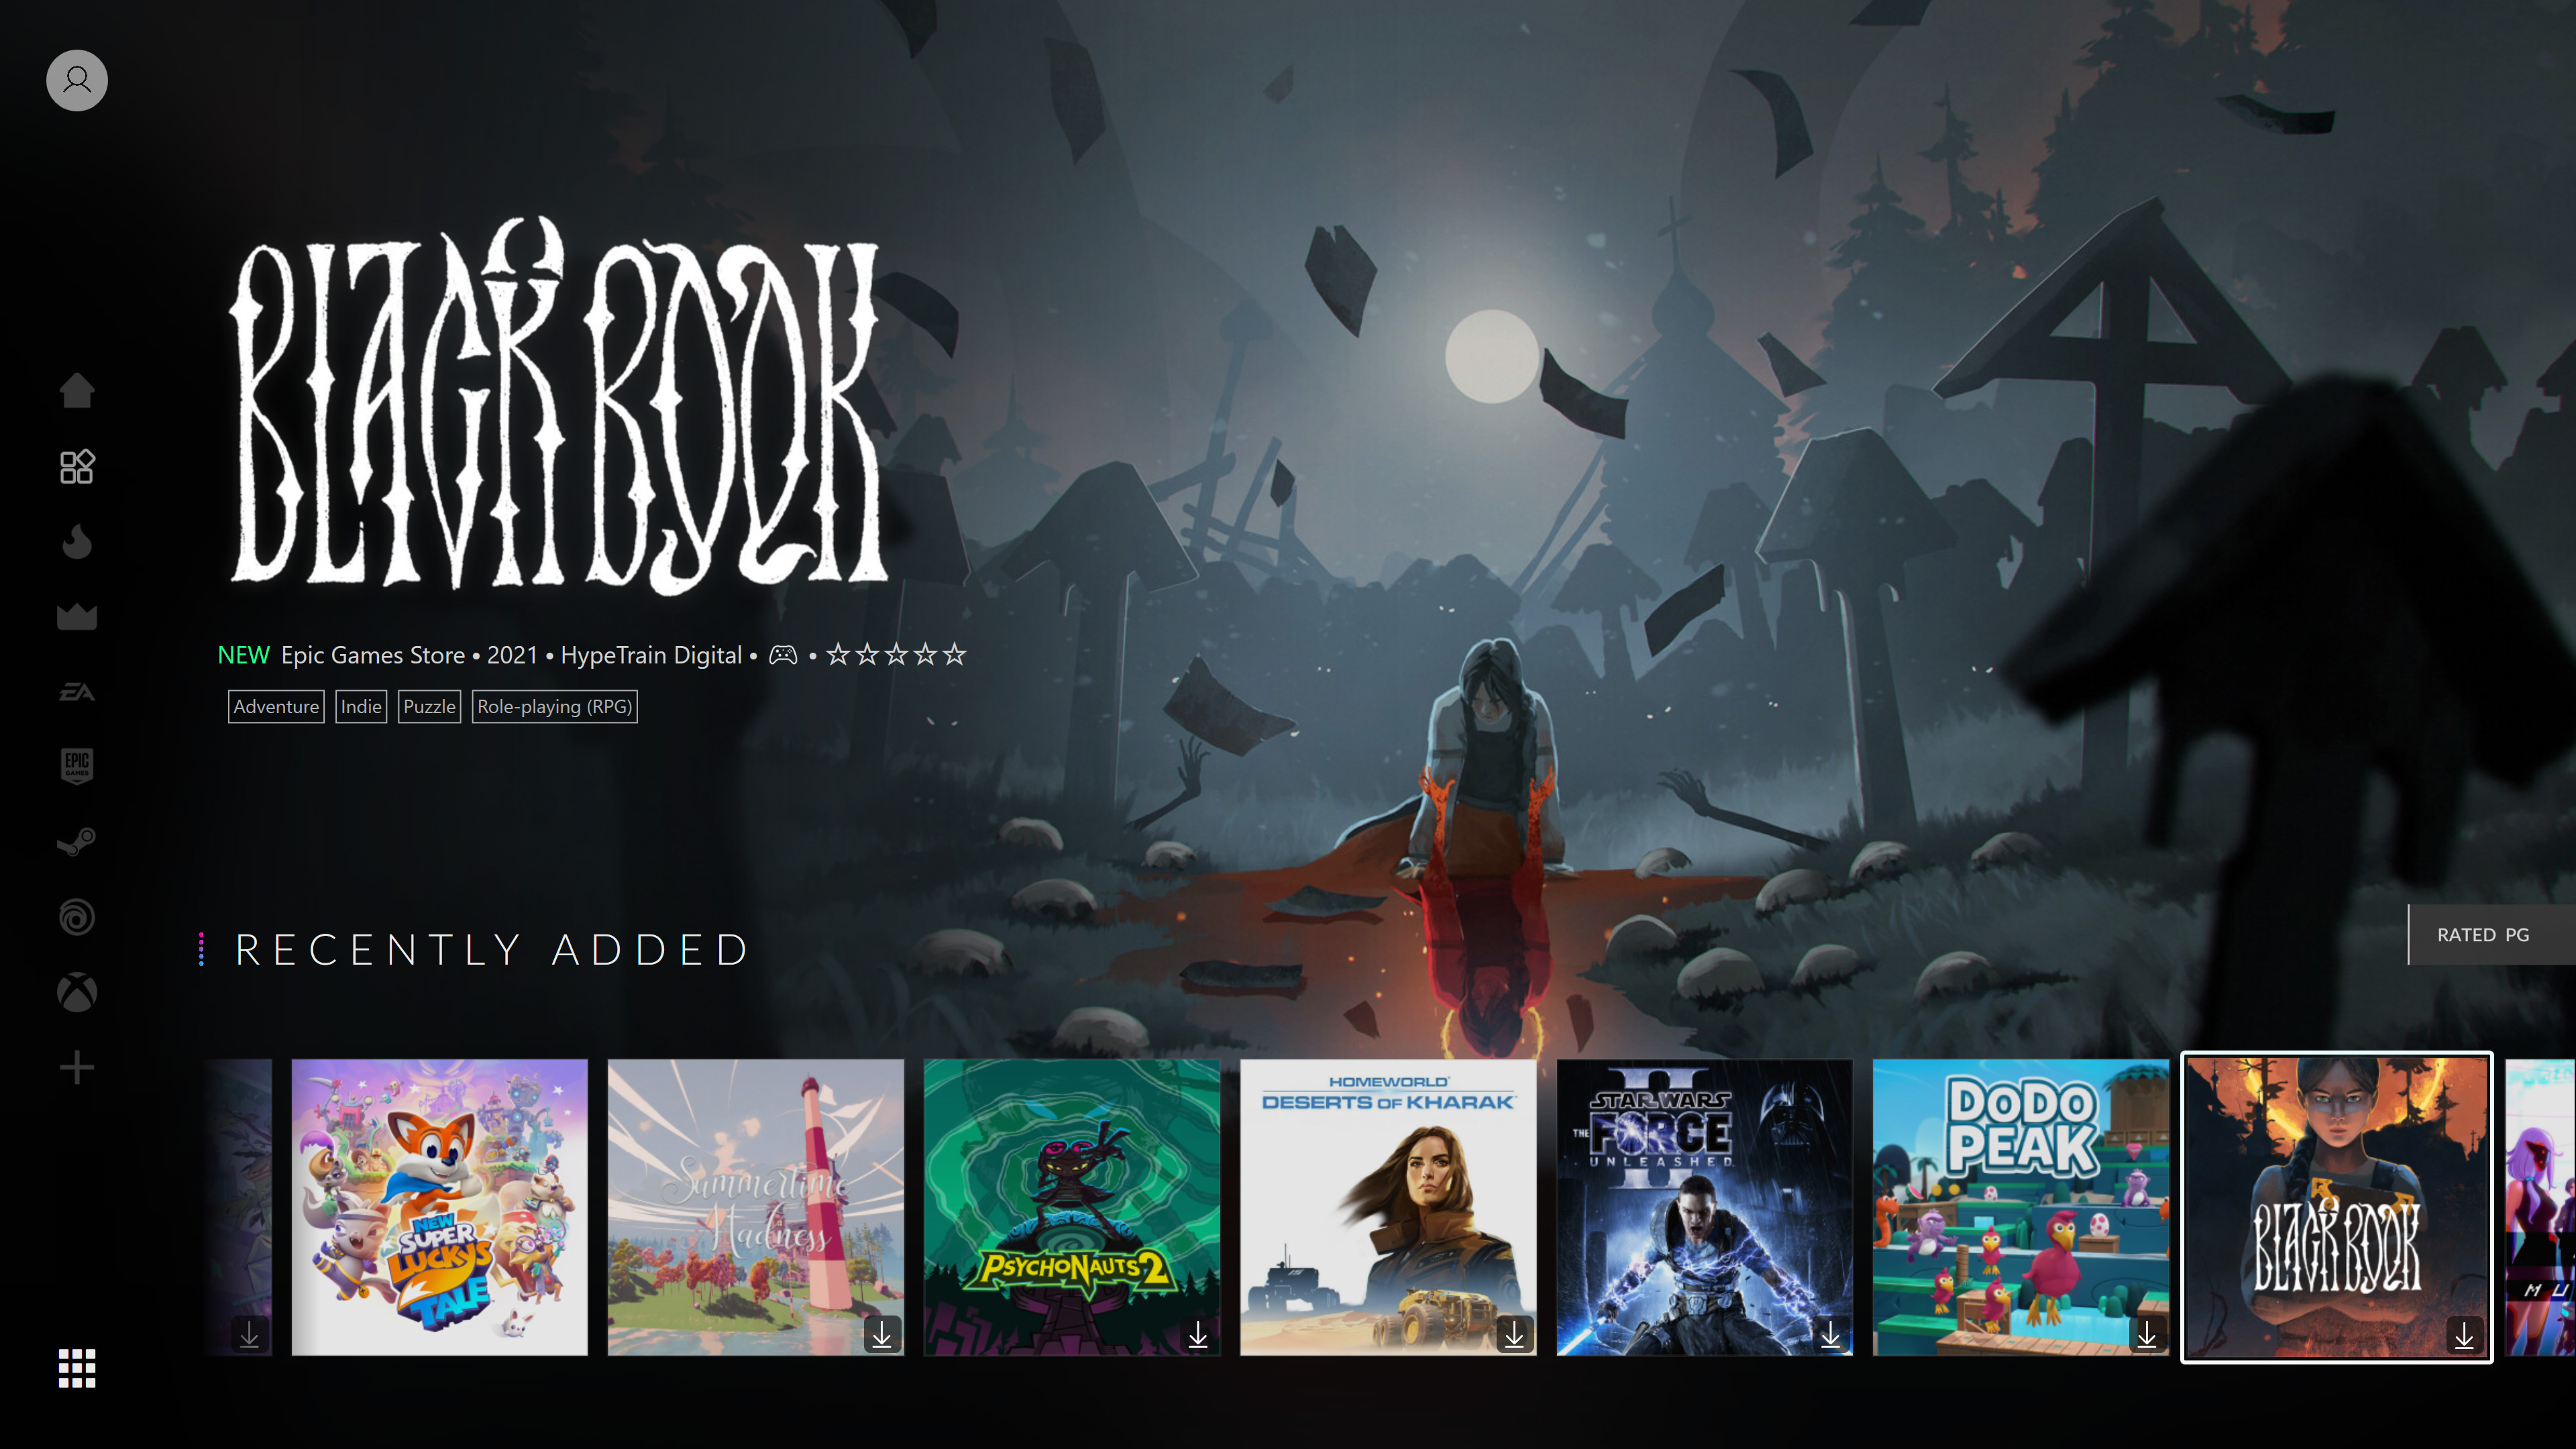 BLACK BOOK
NEW Epic Games Store • 2021 • HypeTrain Digital •
Adventure Indie Puzzle Role-playing (RPG)
EA
EPIC
GAMES
RECENTLY ADDED
RATED PG
NEW
SUPER
LUCKY'S
TALE
Summertime
Madness
PSYCHONAUTS 2
HOMEWORLD
DESERTS OF KHARAK
II
STAR WARS
THE FORCE
UNLEASHED
DODO
PEAK
BLACK BOOK
MU